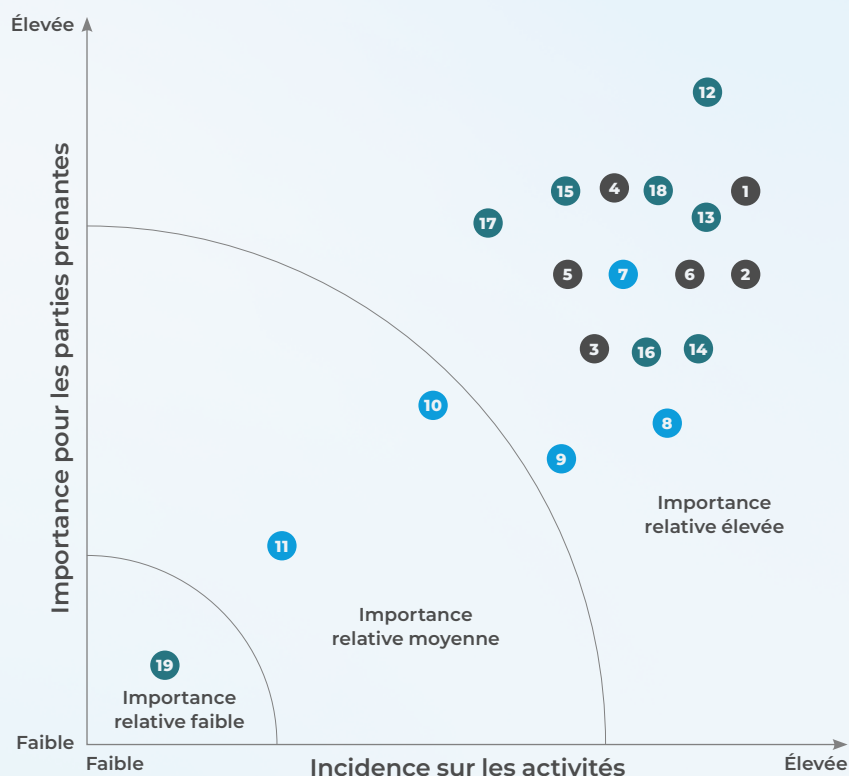 Élevée
12
15
4
18
1
13
17
5
7
6
2
3
16
14
10
8
9
Importance
relative élevée
11
Importance
relative moyenne
19
Importance
relative faible
Importance pour les parties prenantes
Faible
Faible
Incidence sur les activités
Élevée